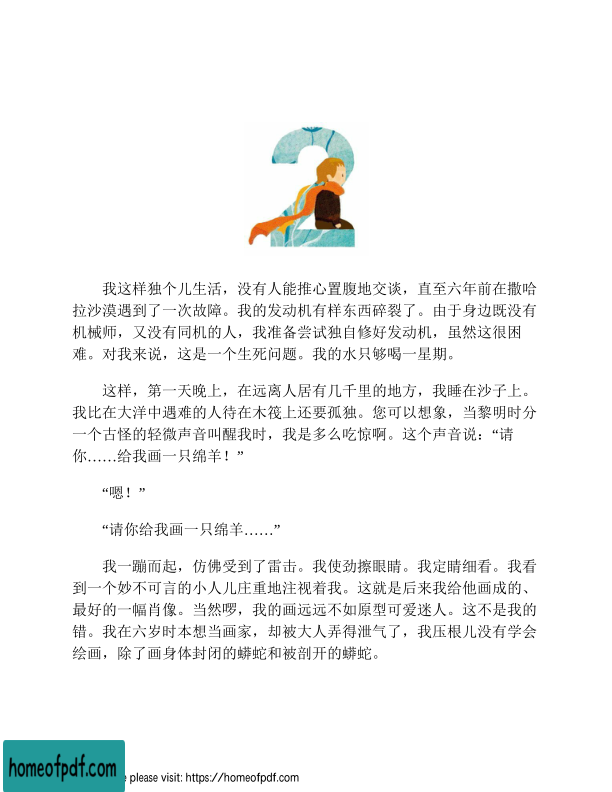 2
我这样独个儿生活，没有人能推心置腹地交谈，直至六年前在撒哈
拉沙漠遇到了一次故障。我的发动机有样东西碎裂了。由于身边既没有
机械师，又没有同机的人，我准备尝试独自修好发动机，虽然这很困
难。对我来说，这是一个生死问题。我的水只够喝一星期。
这样，第一天晚上，在远离人居有几千里的地方，我睡在沙子上。
我比在大洋中遇难的人待在木筏上还要孤独。您可以想象，当黎明时分
一个古怪的轻微声音叫醒我时，我是多么吃惊啊。这个声音说：“请
你……给我画一只绵羊！”
“嗯！”
“请你给我画一只绵羊……”
我一蹦而起，仿佛受到了雷击。我使劲擦眼睛。我定睛细看。我看
到一个妙不可言的小人儿庄重地注视着我。这就是后来我给他画成的、
最好的一幅肖像。当然啰，我的画远远不如原型可爱迷人。这不是我的
错。我在六岁时本想当画家，却被大人弄得泄气了，我压根儿没有学会
绘画，除了画身体封闭的蟒蛇和被剖开的蟒蛇。
homeofpdf.com
e please visit: https://homeofpdf.com